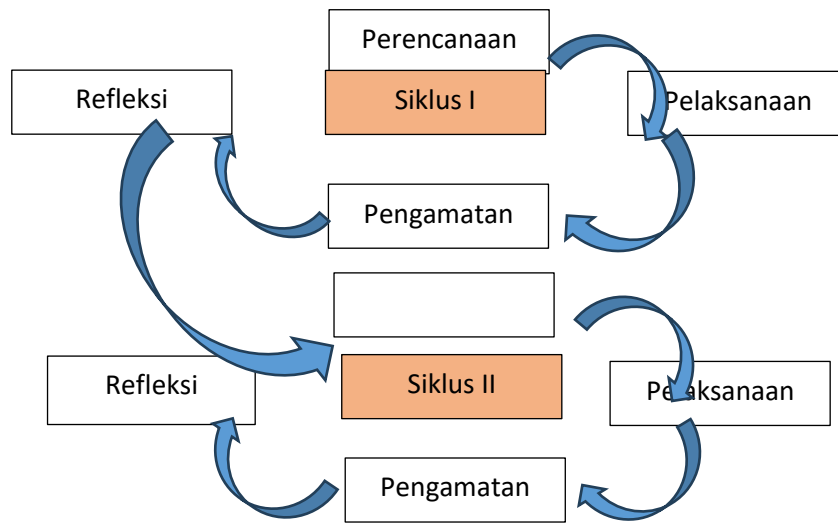 Perencanaan
Refleksi
Siklus I
Pelaksanaan
Pengamatan
Refleksi
Siklus II
Pelaksanaan
Pengamatan